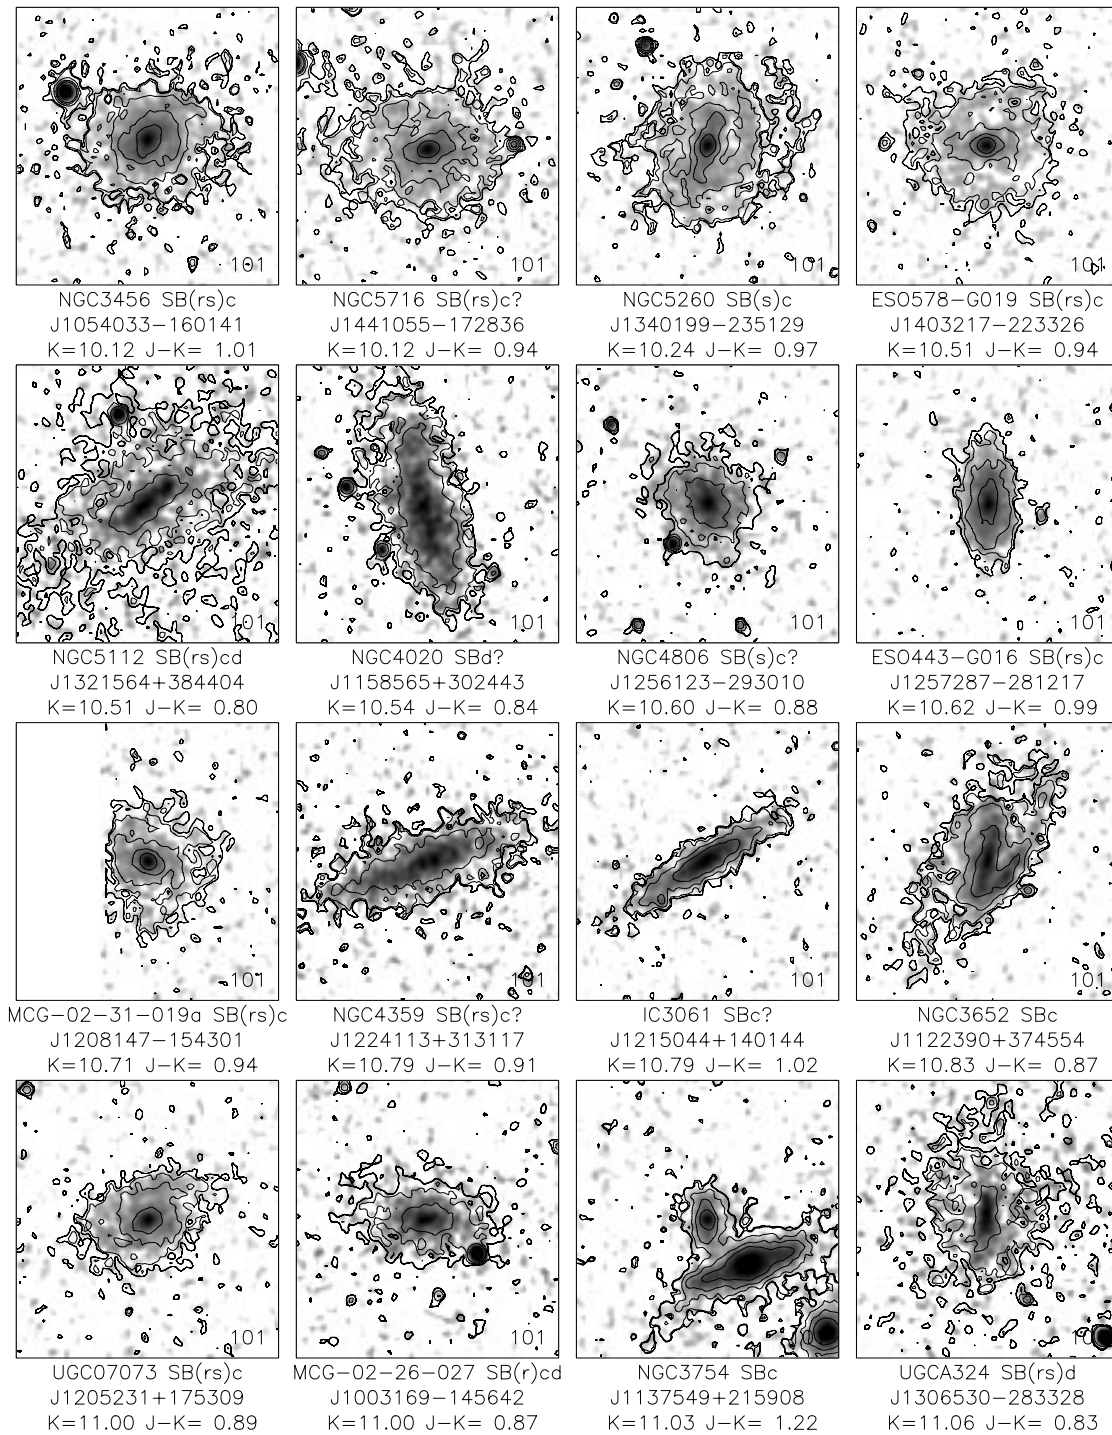 101 101 101 101
NGC3456 SB(rs)c NGC5716 SB(rs)c? NGC5260 SB(s)c ESO578-G019 SB(rs)c
J1054033-160141 J1441055-172836 J1340199-235129 J1403217-223326
K=10.12 J-K= 1.01 K=10.12 J-K= 0.94 K=10.24 J-K= 0.97 K=10.51 J-K= 0.94
101 101 101 101
NGC5112 SB(rs)cd NGC4020 SBd? NGC4806 SB(s)c? ESO443-G016 SB(rs)c
J1321564+384404 J1158565+302443 J1256123-293010 J1257287-281217
K=10.51 J-K= 0.80 K=10.54 J-K= 0.84 K=10.60 J-K= 0.88 K=10.62 J-K= 0.99
101 101 101 101
MCG-02-31-019a SB(rs)c NGC4359 SB(rs)c? IC3061 SBc? NGC3652 SBc
J1208147-154301 J1224113+313117 J1215044+140144 J1122390+374554
K=10.71 J-K= 0.94 K=10.79 J-K= 0.91 K=10.79 J-K= 1.02 K=10.83 J-K= 0.87
101 101
UGC07073 SB(rs)c MCG-02-26-027 SB(r)cd NGC3754 SBc UGCA324 SB(rs)d
J1205231+175309 J1003169-145642 J1137549+215908 J1306530-283328
K=11.00 J-K= 0.89 K=11.00 J-K= 0.87 K=11.03 J-K= 1.22 K=11.06 J-K= 0.83